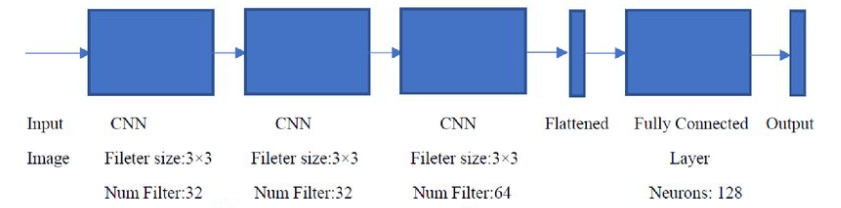 Input CNN CNN CNN Flattened Fully Connected Output
Image Fileter size:3×3 Fileter size:3×3 Fileter size:3×3 Layer
Num Filter:32 Num Filter:32 Num Filter:64 Neurons: 128